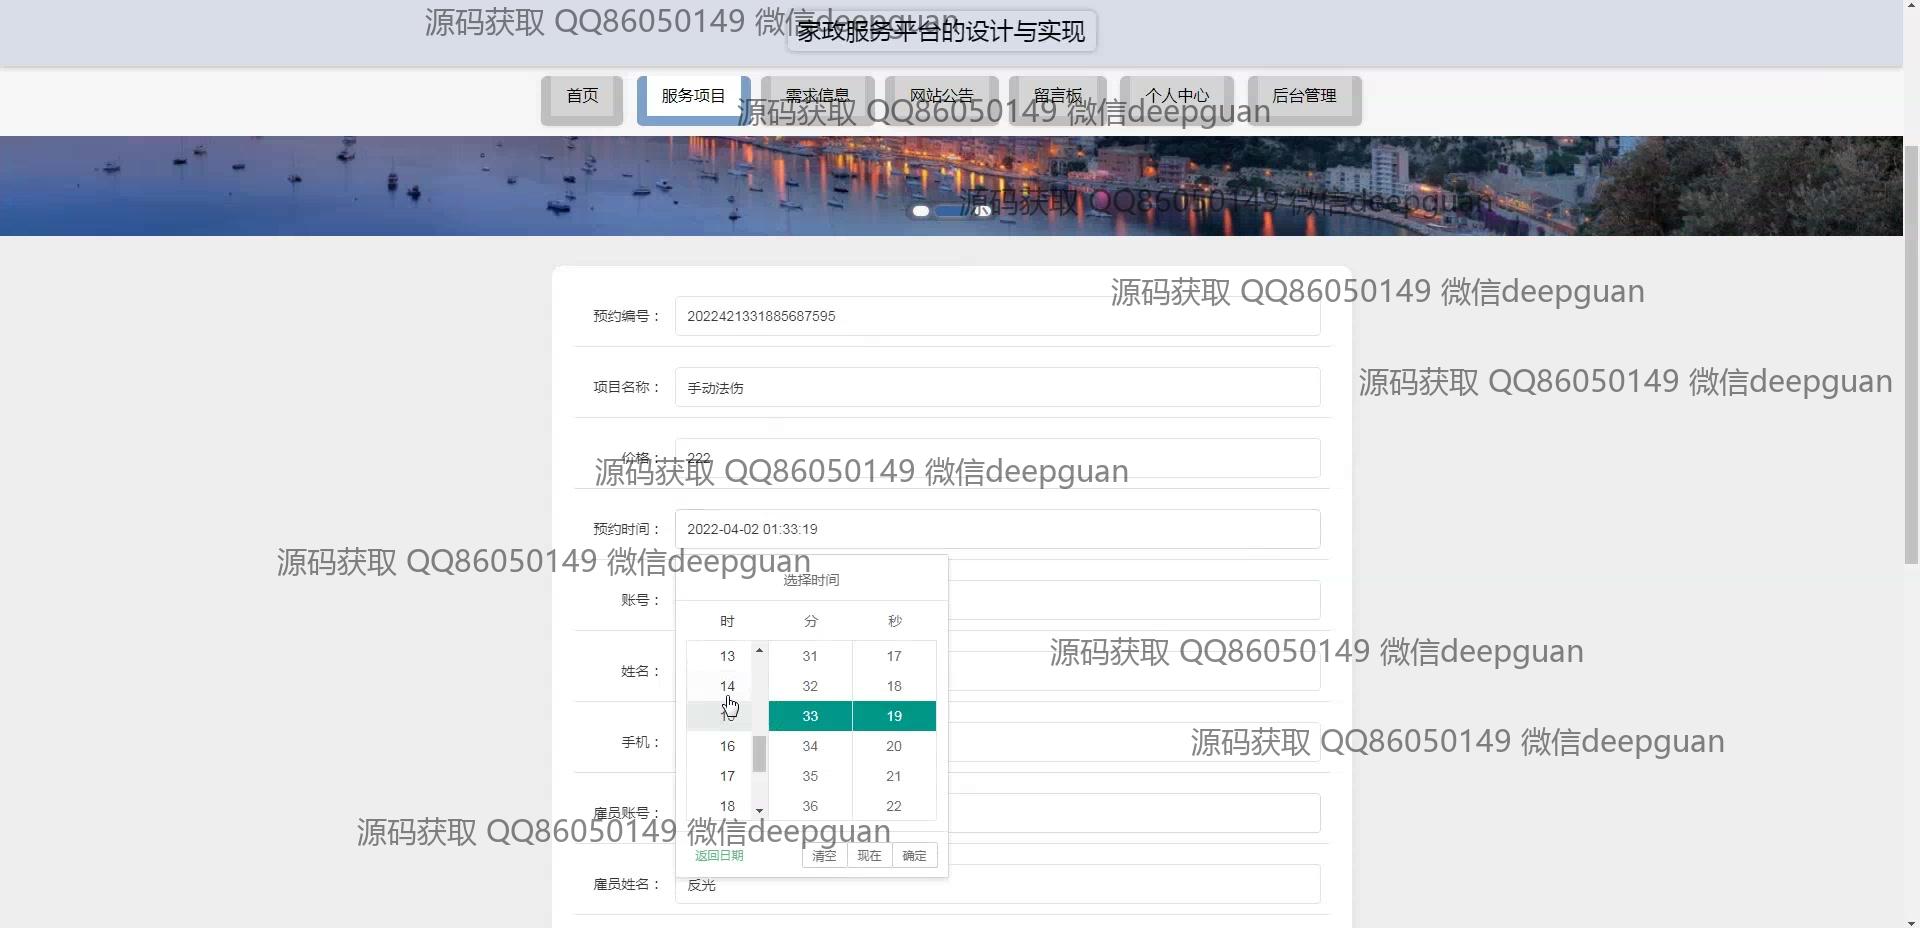 源码获取 QQ86050149 微信deepguan
家政服务平台的设计与实现
首页 服务项目 需求信息 网站公告 留言板 个人中心 后台管理
源码获取 QQ86050149 微信deepguan
源码获取 QQ86050149 微信deepguan
源码获取 QQ86050149 微信deepguan
预约编号： 2022421331885687595
源码获取 QQ86050149 微信deepguan
项目名称： 手动法伤
价格： 222
源码获取 QQ86050149 微信deepguan
预约时间： 2022-04-02 01:33:19
源码获取 QQ86050149 微信deepguan
选择时间
账号：
时 分 秒
源码获取 QQ86050149 微信deepguan
13 31 17
姓名：
14 32 18
33 19
手机：
源码获取 QQ86050149 微信deepguan
16 34 20
17 35 21
18 36 22
雇员账号：
源码获取 QQ86050149 微信deepguan
返回日期 清空 现在 确定
雇员姓名： 反光